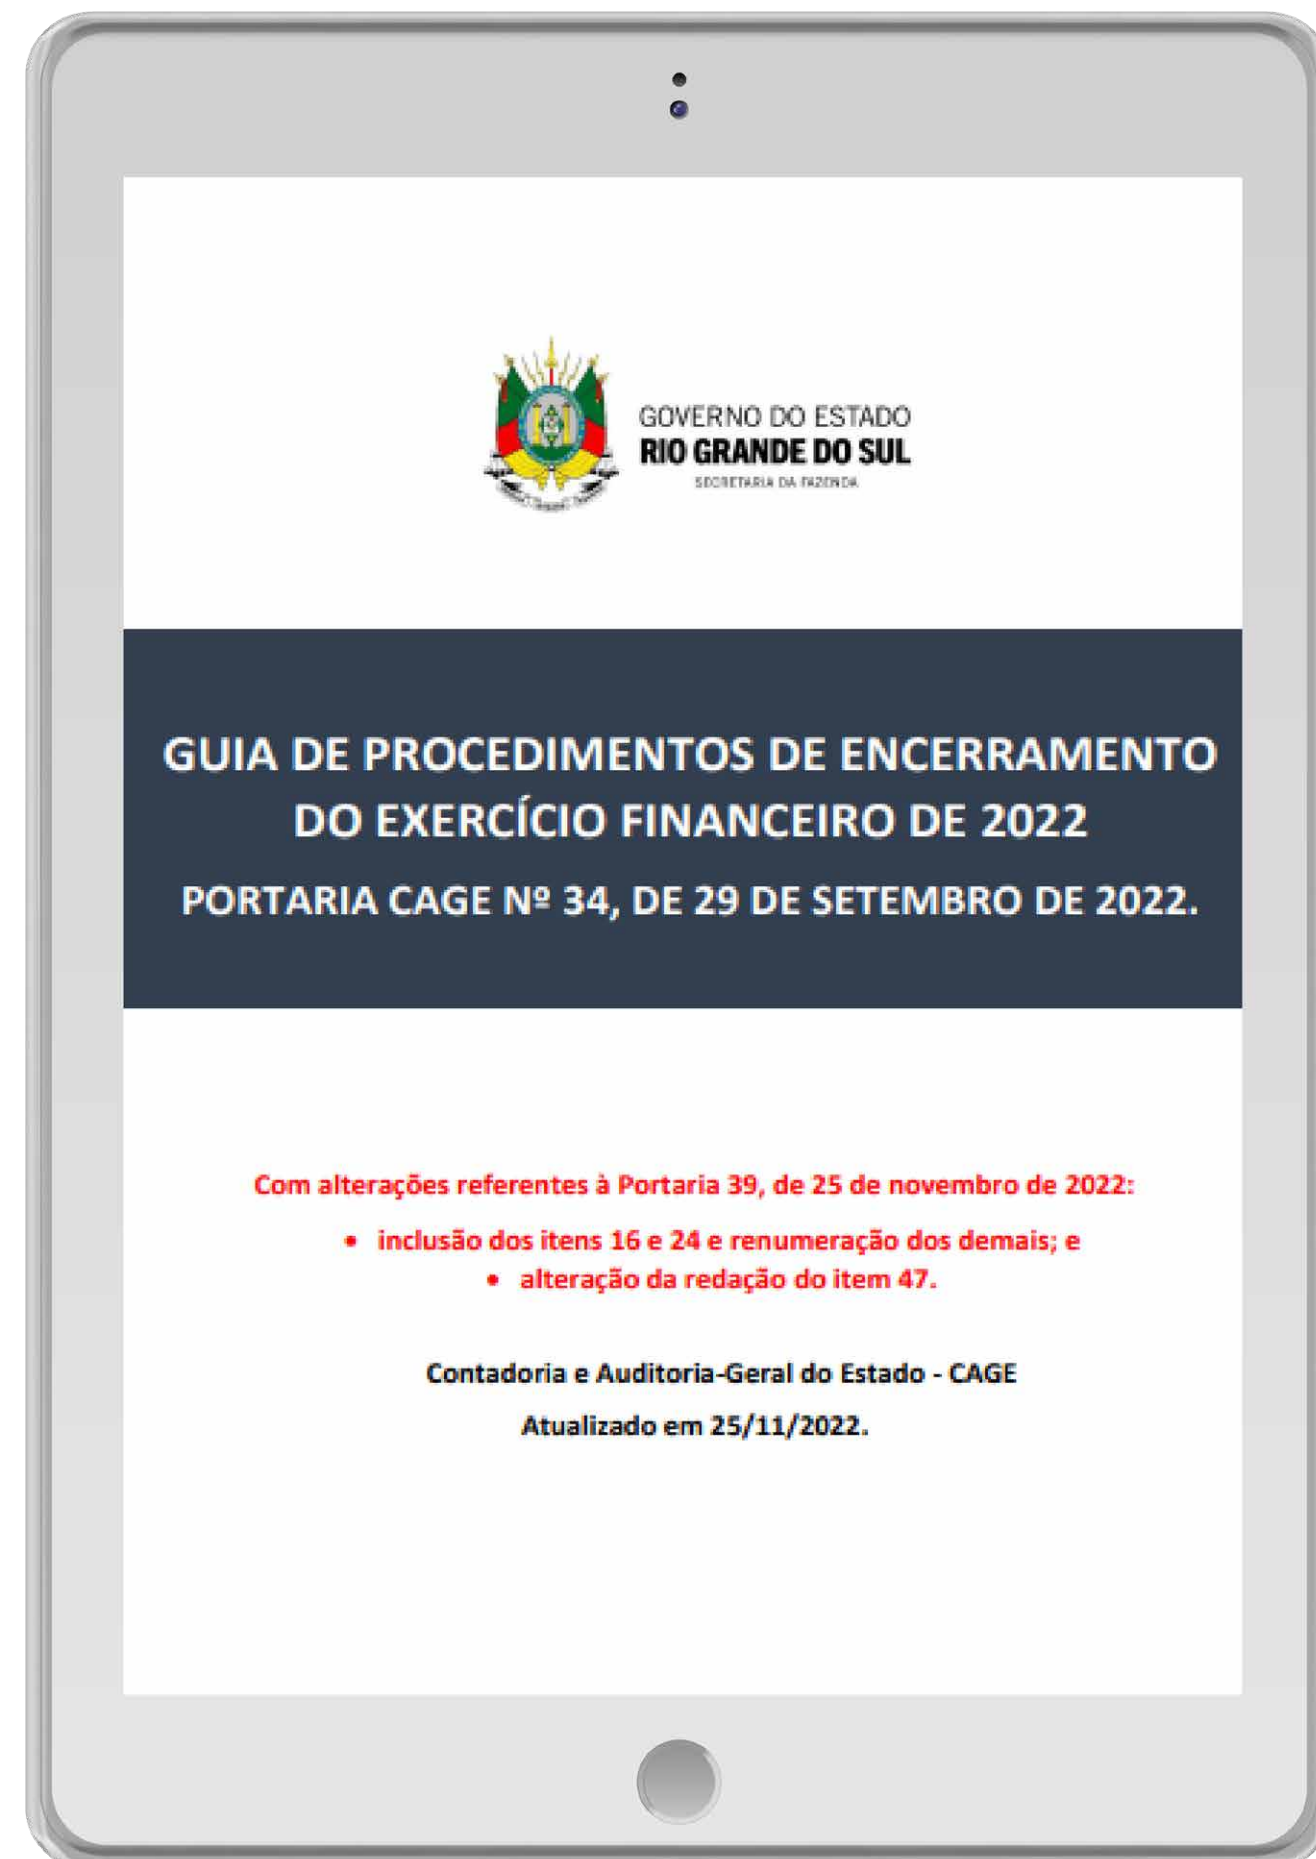 GOVERNO DO ESTADO
RIO GRANDE DO SUL
SECRETARIA DA FAZENDA
GUIA DE PROCEDIMENTOS DE ENCERRAMENTO
DO EXERCÍCIO FINANCEIRO DE 2022
PORTARIA CAGE Nº 34, DE 29 DE SETEMBRO DE 2022.
Com alterações referentes à Portaria 39, de 25 de novembro de 2022:
• inclusão dos itens 16 e 24 e renumeração dos demais; e
• alteração da redação do item 47.
Contadoria e Auditoria-Geral do Estado - CAGE
Atualizado em 25/11/2022.